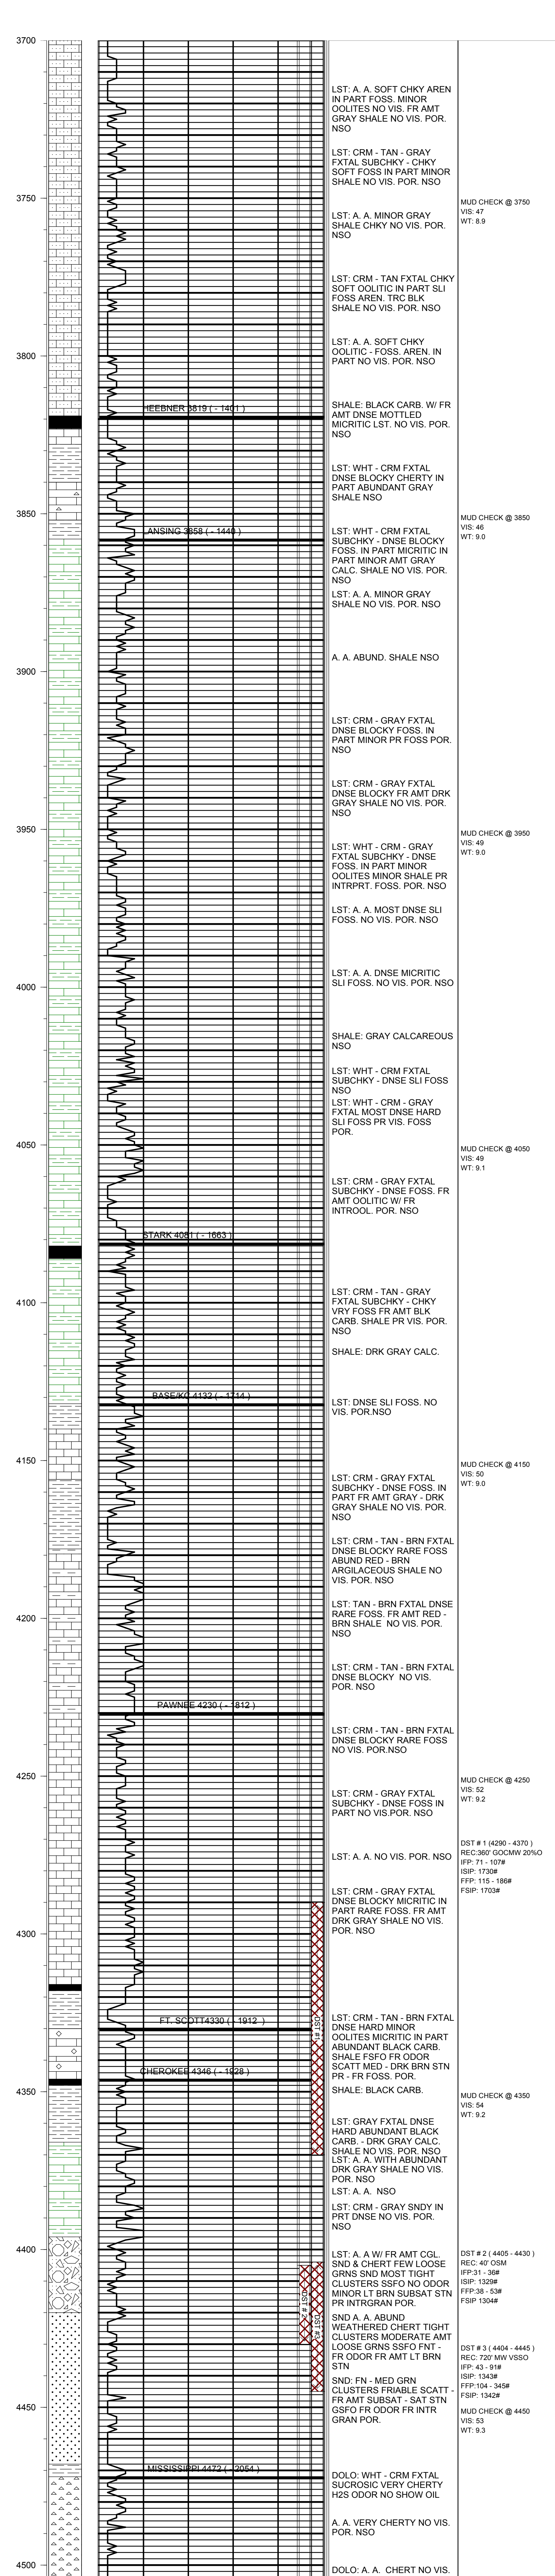 3700
LST: A. A. SOFT CHKY AREN
IN PART FOSS. MINOR
OOLITES NO VIS. FR AMT
GRAY SHALE NO VIS. POR.
NSO
LST: CRM - TAN - GRAY
FXTAL SUBCHKY - CHKY
SOFT FOSS IN PART MINOR
SHALE NO VIS. POR. NSO
3750
MUD CHECK @ 3750
VIS: 47
WT: 8.9
LST: A. A. MINOR GRAY
SHALE CHKY NO VIS. POR.
NSO
LST: CRM - TAN FXTAL CHKY
SOFT OOLITIC IN PART SLI
FOSS AREN. TRC BLK
SHALE NO VIS. POR. NSO
3800
LST: A. A. SOFT CHKY
OOLITIC - FOSS. AREN. IN
PART NO VIS. POR. NSO
HEEBNER 3819 ( - 1401 )
SHALE: BLACK CARB. W/ FR
AMT DNSE MOTTLED
MICRITIC LST. NO VIS. POR.
NSO
LST: WHT - CRM FXTAL
DNSE BLOCKY CHERTY IN
PART ABUNDANT GRAY
SHALE NSO
3850
MUD CHECK @ 3850
VIS: 46
WT: 9.0
LANSING 3858 ( - 1440 )
LST: WHT - CRM FXTAL
SUBCHKY - DNSE BLOCKY
FOSS. IN PART MICRITIC IN
PART MINOR AMT GRAY
CALC. SHALE NO VIS. POR.
NSO
LST: A. A. MINOR GRAY
SHALE NO VIS. POR. NSO
A. A. ABUND. SHALE NSO
3900
LST: CRM - GRAY FXTAL
DNSE BLOCKY FOSS. IN
PART MINOR PR FOSS POR.
NSO
LST: CRM - GRAY FXTAL
DNSE BLOCKY FR AMT DRK
GRAY SHALE NO VIS. POR.
NSO
3950
MUD CHECK @ 3950
VIS: 49
WT: 9.0
LST: WHT - CRM - GRAY
FXTAL SUBCHKY - DNSE
FOSS. IN PART MINOR
OOLITES MINOR SHALE PR
INTRPRT. FOSS. POR. NSO
LST: A. A. MOST DNSE SLI
FOSS. NO VIS. POR. NSO
LST: A. A. DNSE MICRITIC
SLI FOSS. NO VIS. POR. NSO
4000
SHALE: GRAY CALCAREOUS
NSO
LST: WHT - CRM FXTAL
SUBCHKY - DNSE SLI FOSS
NSO
LST: WHT - CRM - GRAY
FXTAL MOST DNSE HARD
SLI FOSS PR VIS. FOSS
POR.
4050
MUD CHECK @ 4050
VIS: 49
WT: 9.1
LST: CRM - GRAY FXTAL
SUBCHKY - DNSE FOSS. FR
AMT OOLITIC W/ FR
INTROOL. POR. NSO
STARK 4081 ( - 1663 )
LST: CRM - TAN - GRAY
FXTAL SUBCHKY - CHKY
VRY FOSS FR AMT BLK
CARB. SHALE PR VIS. POR.
NSO
4100
SHALE: DRK GRAY CALC.
BASE/KC 4132 ( - 1714 )
LST: DNSE SLI FOSS. NO
VIS. POR.NSO
4150
MUD CHECK @ 4150
VIS: 50
WT: 9.0
LST: CRM - GRAY FXTAL
SUBCHKY - DNSE FOSS. IN
PART FR AMT GRAY - DRK
GRAY SHALE NO VIS. POR.
NSO
LST: CRM - TAN - BRN FXTAL
DNSE BLOCKY RARE FOSS
ABUND RED - BRN
ARGILACEOUS SHALE NO
VIS. POR. NSO
LST: TAN - BRN FXTAL DNSE
RARE FOSS. FR AMT RED -
BRN SHALE NO VIS. POR.
NSO
4200
LST: CRM - TAN - BRN FXTAL
DNSE BLOCKY NO VIS.
POR. NSO
PAWNEE 4230 ( - 1812 )
LST: CRM - TAN - BRN FXTAL
DNSE BLOCKY RARE FOSS
NO VIS. POR.NSO
4250
MUD CHECK @ 4250
VIS: 52
WT: 9.2
LST: CRM - GRAY FXTAL
SUBCHKY - DNSE FOSS IN
PART NO VIS.POR. NSO
DST # 1 (4290 - 4370 )
REC:360' GOCMW 20%O
IFP: 71 - 107#
ISIP: 1730#
FFP: 115 - 186#
FSIP: 1703#
LST: A. A. NO VIS. POR. NSO
LST: CRM - GRAY FXTAL
DNSE BLOCKY MICRITIC IN
PART RARE FOSS. FR AMT
DRK GRAY SHALE NO VIS.
POR. NSO
4300
FT. SCOTT4330 ( - 1912 )
DST #1
LST: CRM - TAN - BRN FXTAL
DNSE HARD MINOR
OOLITES MICRITIC IN PART
ABUNDANT BLACK CARB.
SHALE FSFO FR ODOR
SCATT MED - DRK BRN STN
PR - FR FOSS. POR.
CHEROKEE 4346 ( - 1928 )
SHALE: BLACK CARB.
4350
MUD CHECK @ 4350
VIS: 54
WT: 9.2
LST: GRAY FXTAL DNSE
HARD ABUNDANT BLACK
CARB. - DRK GRAY CALC.
SHALE NO VIS. POR. NSO
LST: A. A. WITH ABUNDANT
DRK GRAY SHALE NO VIS.
POR. NSO
LST: A. A. NSO
LST: CRM - GRAY SNDY IN
PRT DNSE NO VIS. POR.
NSO
4400
LST: A. A W/ FR AMT CGL.
SND & CHERT FEW LOOSE
GRNS SND MOST TIGHT
CLUSTERS SSFO NO ODOR
MINOR LT BRN SUBSAT STN
PR INTRGRAN POR.
DST # 2 ( 4405 - 4430 )
REC: 40' OSM
IFP:31 - 36#
ISIP: 1329#
FFP:38 - 53#
FSIP 1304#
DST # 2
DST #3
SND A. A. ABUND
WEATHERED CHERT TIGHT
CLUSTERS MODERATE AMT
LOOSE GRNS SSFO FNT -
FR ODOR FR AMT LT BRN
STN
DST # 3 ( 4404 - 4445 )
REC: 720' MW VSSO
IFP: 43 - 91#
ISIP: 1343#
FFP:104 - 345#
FSIP: 1342#
SND: FN - MED GRN
CLUSTERS FRIABLE SCATT -
FR AMT SUBSAT - SAT STN
GSFO FR ODOR FR INTR
GRAN POR.
4450
MUD CHECK @ 4450
VIS: 53
WT: 9.3
MISSISSIPPI 4472 ( - 2054 )
DOLO: WHT - CRM FXTAL
SUCROSIC VERY CHERTY
H2S ODOR NO SHOW OIL
A. A. VERY CHERTY NO VIS.
POR. NSO
4500
DOLO: A. A. CHERT NO VIS.